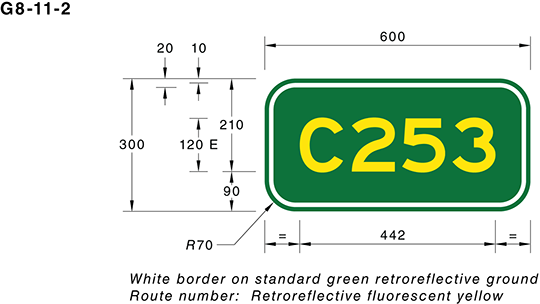 G8-11-2
600
20 10
300
210
120 E
90
C253
R70
= 442 =
White border on standard green retroreflective ground
Route number: Retroreflective fluorescent yellow